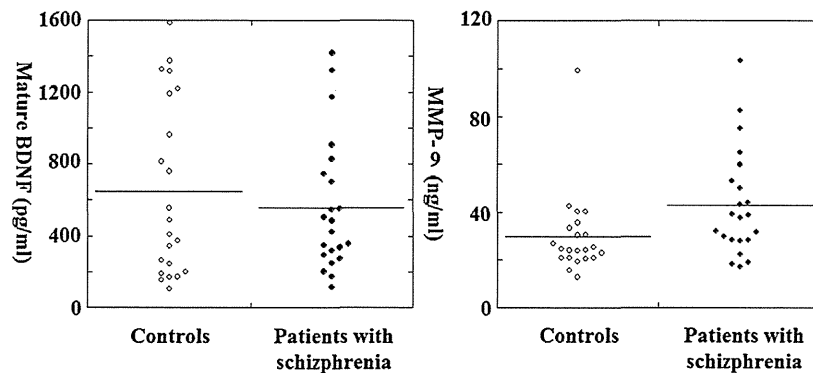 Mature BDNF (pg/ml)
1600
1200
800
400
0
Controls
Patients with
schizphrenia
MMP-9 (ng/ml)
120
80
40
0
Controls
Patients with
schizphrenia